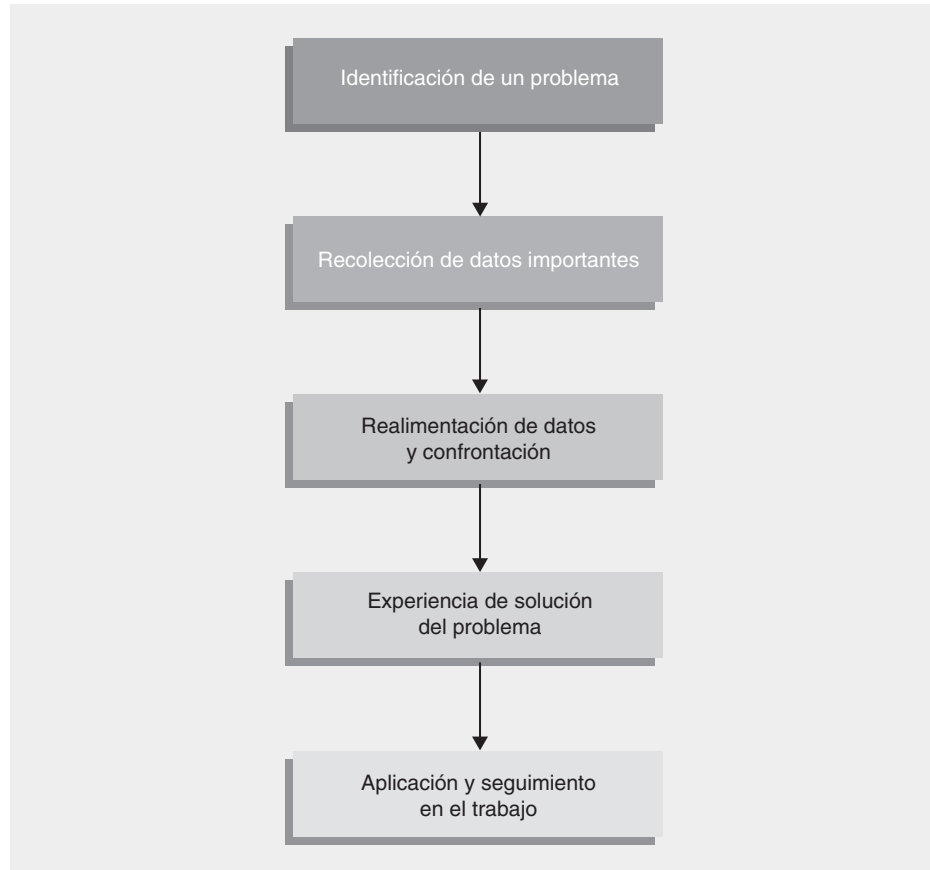 Identificación de un problema
Recolección de datos importantes
Realimentación de datos
y confrontación
Experiencia de solución
del problema
Aplicación y seguimiento
en el trabajo